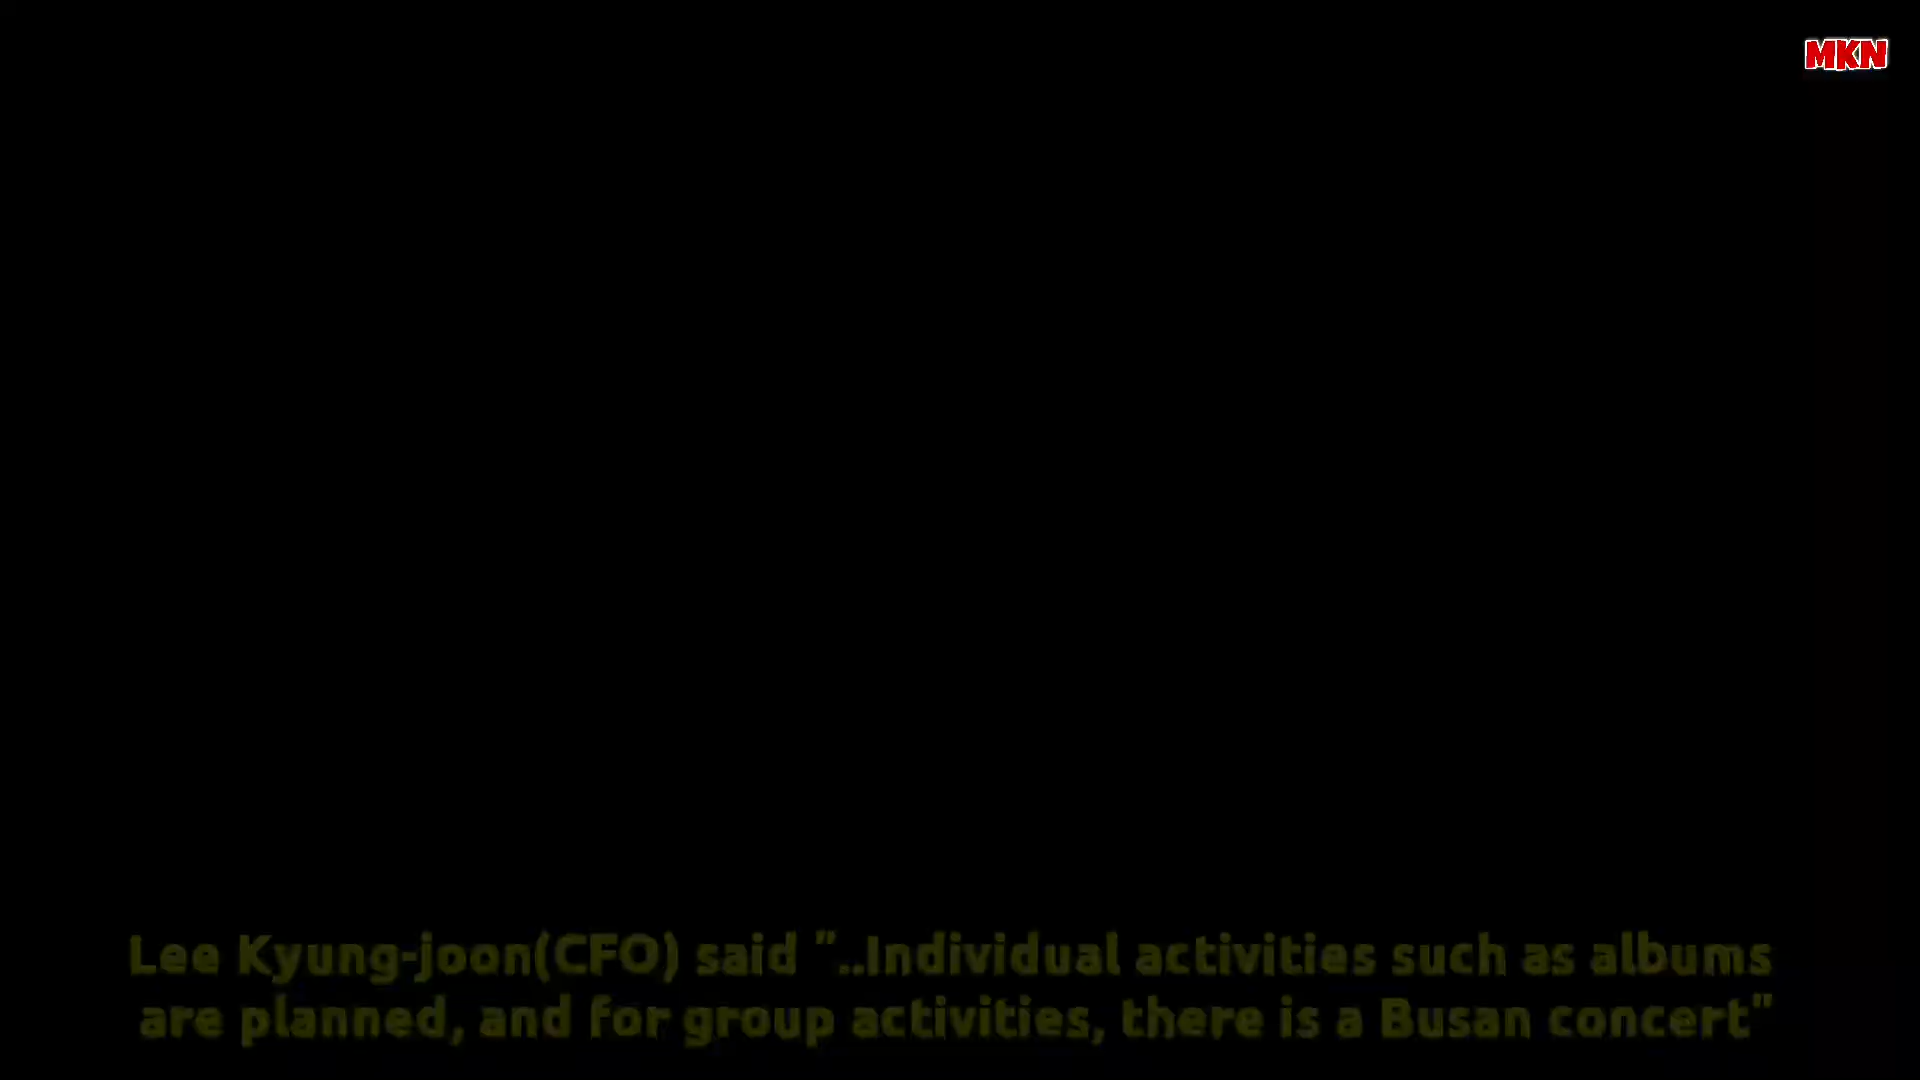 MKN
Lee Kyung-joon(CFO) said "..Individual activities such as albums
are planned, and for group activities, there is a Busan concert"